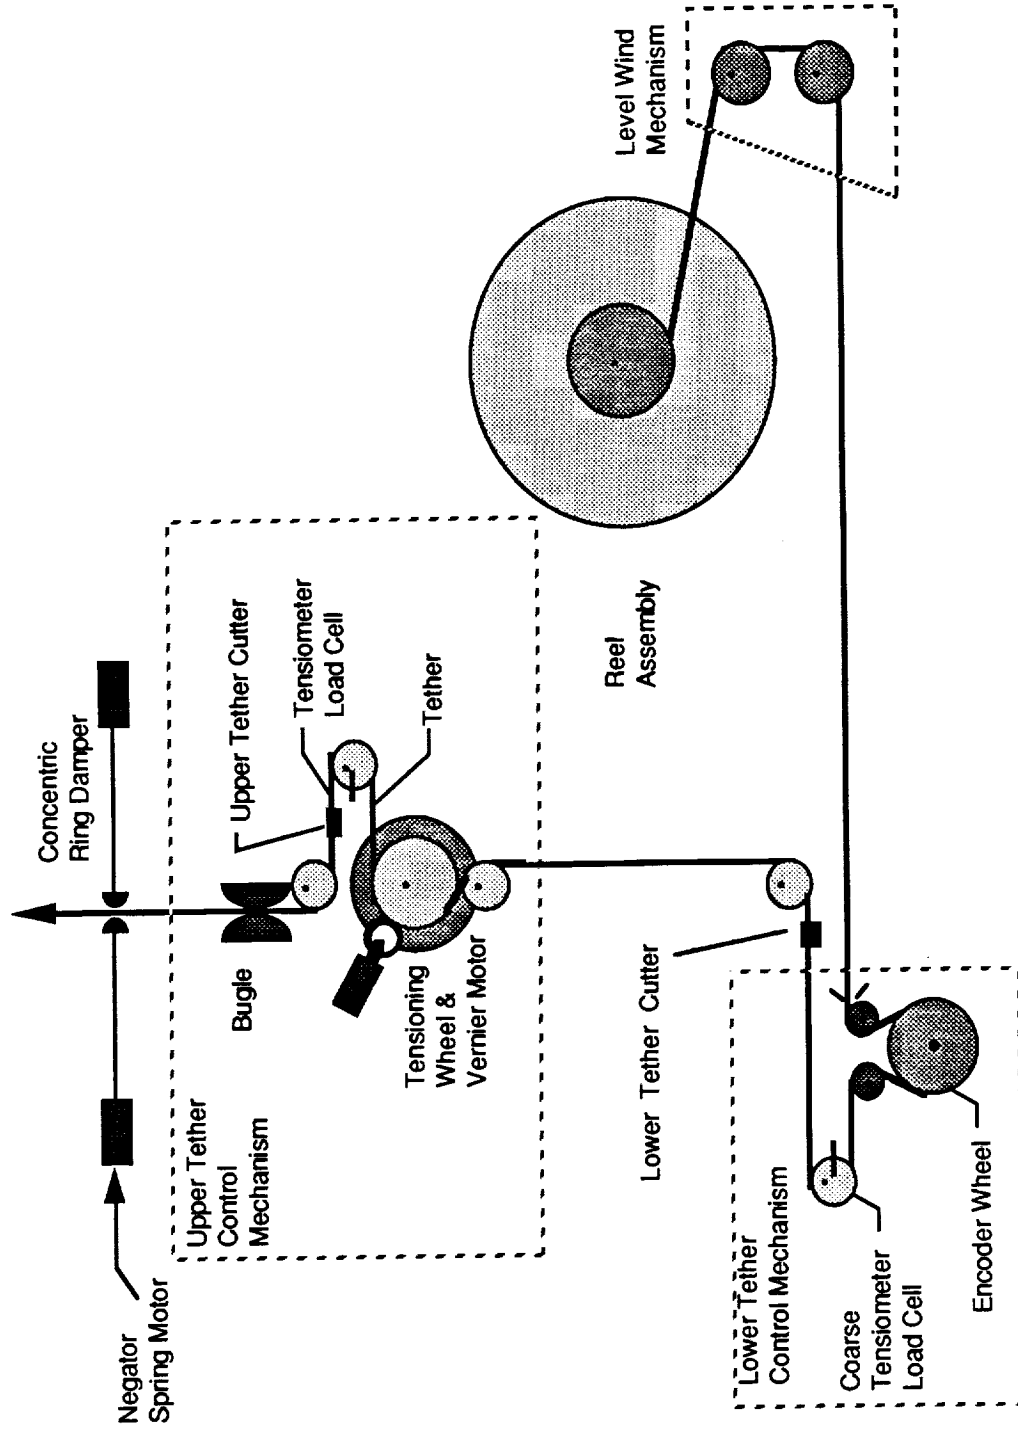 Negator
Spring Motor
Concentric
Ring Damper
Upper Tether
Control
Mechanism
Bugle
Upper Tether Cutter
Tensiometer
Load Cell
Tether
Tensioning
Wheel &
Vernier Motor
Reel
Assembly
Level Wind
Mechanism
Lower Tether Cutter
Lower Tether
Control Mechanism
Coarse
Tensiometer
Load Cell
Encoder Wheel